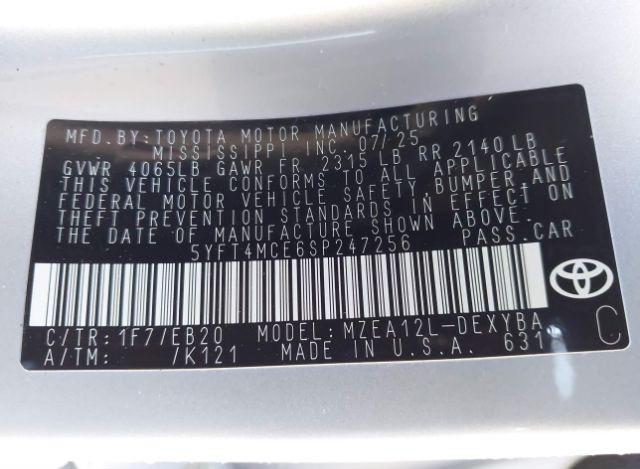 MFD.BY:TOYOTA MOTOR MANUFACTURING
MISSISSIPPI INC. 07/25
GVWR 4065LB GAWR FR 2315 LB RR 2140 LB
THIS VEHICLE CONFORMS TO ALL APPLICABLE
FEDERAL MOTOR VEHICLE SAFETY, BUMPER, AND
THEFT PREVENTION STANDARDS IN EFFECT ON
THE DATE OF MANUFACTURE SHOWN ABOVE.
5YFT4MCE6SP247256 PASS.CAR
C/TR: 1F7/EB20 MODEL: MZEA12L-DEXYBA C
A/TM: /K121 MADE IN U.S.A. 631